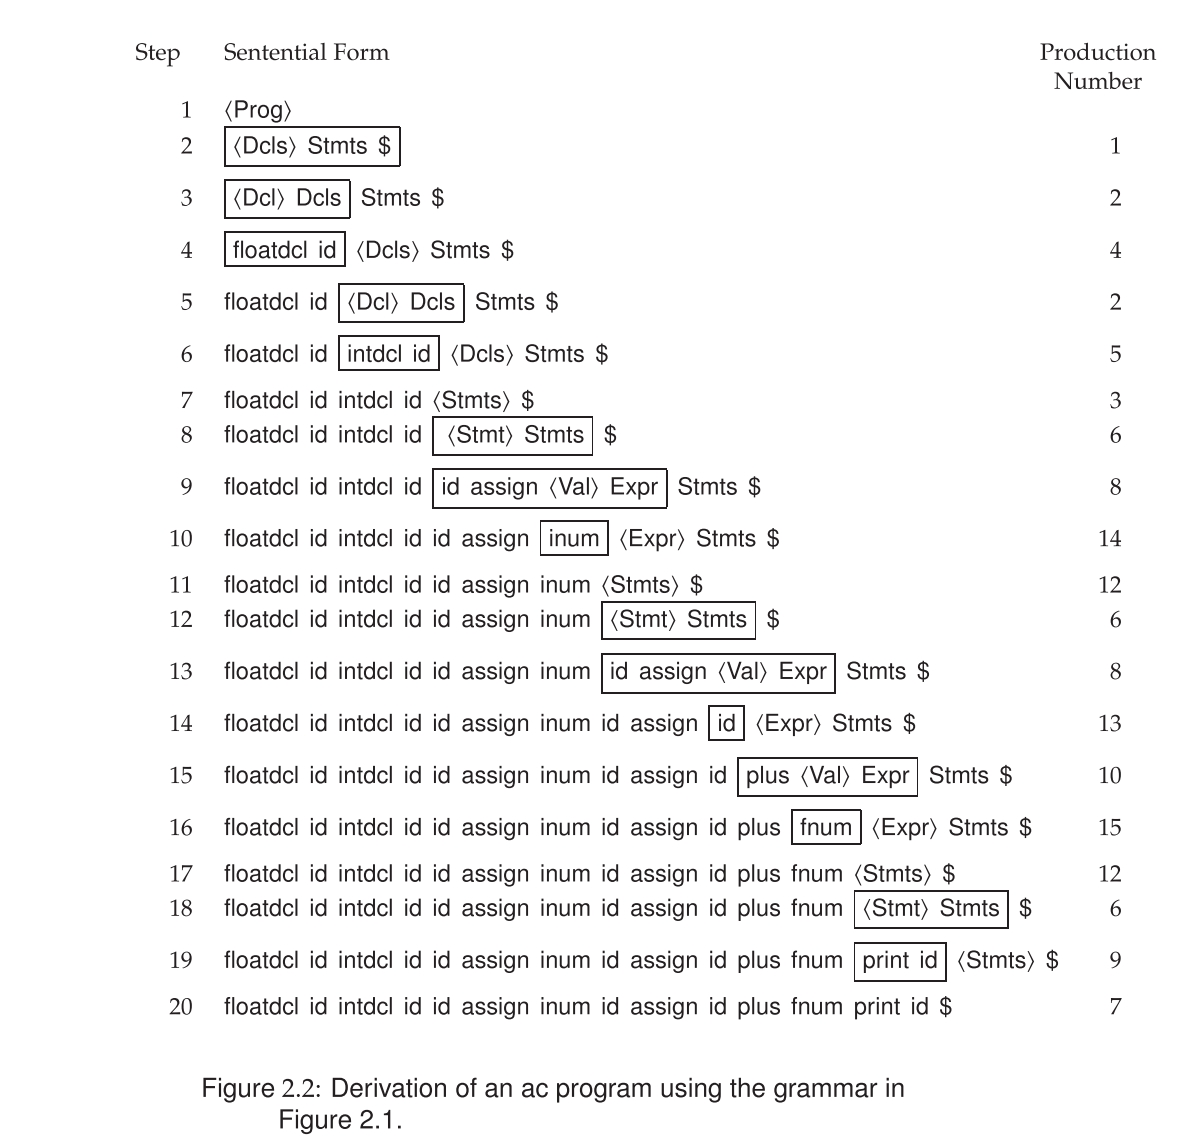 Step Sentential Form Production
Number
1 ⟨Prog⟩
2 ⟨Dcls⟩ Stmts $ 1
3 ⟨Dcl⟩ Dcls Stmts $ 2
4 floatdcl id ⟨Dcls⟩ Stmts $ 4
5 floatdcl id ⟨Dcl⟩ Dcls Stmts $ 2
6 floatdcl id intdcl id ⟨Dcls⟩ Stmts $ 5
7 floatdcl id intdcl id ⟨Stmts⟩ $ 3
8 floatdcl id intdcl id ⟨Stmt⟩ Stmts $ 6
9 floatdcl id intdcl id id assign ⟨Val⟩ Expr Stmts $ 8
10 floatdcl id intdcl id id assign inum ⟨Expr⟩ Stmts $ 14
11 floatdcl id intdcl id id assign inum ⟨Stmts⟩ $ 12
12 floatdcl id intdcl id id assign inum ⟨Stmt⟩ Stmts $ 6
13 floatdcl id intdcl id id assign inum id assign ⟨Val⟩ Expr Stmts $ 8
14 floatdcl id intdcl id id assign inum id assign id ⟨Expr⟩ Stmts $ 13
15 floatdcl id intdcl id id assign inum id assign id plus ⟨Val⟩ Expr Stmts $ 10
16 floatdcl id intdcl id id assign inum id assign id plus fnum ⟨Expr⟩ Stmts $ 15
17 floatdcl id intdcl id id assign inum id assign id plus fnum ⟨Stmts⟩ $ 12
18 floatdcl id intdcl id id assign inum id assign id plus fnum ⟨Stmt⟩ Stmts $ 6
19 floatdcl id intdcl id id assign inum id assign id plus fnum print id ⟨Stmts⟩ $ 9
20 floatdcl id intdcl id id assign inum id assign id plus fnum print id $ 7
Figure 2.2: Derivation of an ac program using the grammar in
Figure 2.1.